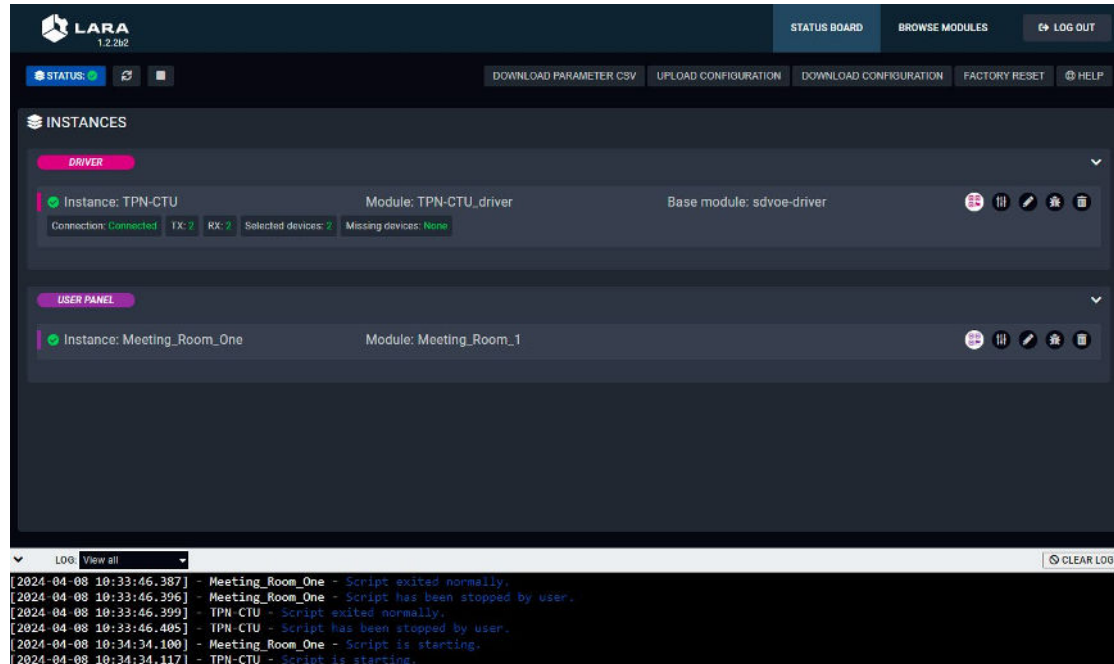 LARA
1.2.2b2
STATUS BOARD
BROWSE MODULES
LOG OUT
STATUS:
DOWNLOAD PARAMETER CSV
UPLOAD CONFIGURATION
DOWNLOAD CONFIGURATION
FACTORY RESET
HELP
INSTANCES
DRIVER
Instance: TPN-CTU
Module: TPN-CTU_driver
Base module: sdvoe-driver
Connection: Connected
TX: 2
RX: 2
Selected devices: 2
Missing devices: None
USER PANEL
Instance: Meeting_Room_One
Module: Meeting_Room_1
LOG: View all
CLEAR LOG
[2024-04-08 10:33:46.387] - Meeting_Room_One - Script exited normally.
[2024-04-08 10:33:46.396] - Meeting_Room_One - Script has been stopped by user.
[2024-04-08 10:33:46.399] - TPN-CTU - Script exited normally.
[2024-04-08 10:33:46.405] - TPN-CTU - Script has been stopped by user.
[2024-04-08 10:34:34.100] - Meeting_Room_One - Script is starting.
[2024-04-08 10:34:34.117] - TPN-CTU - Script is starting.